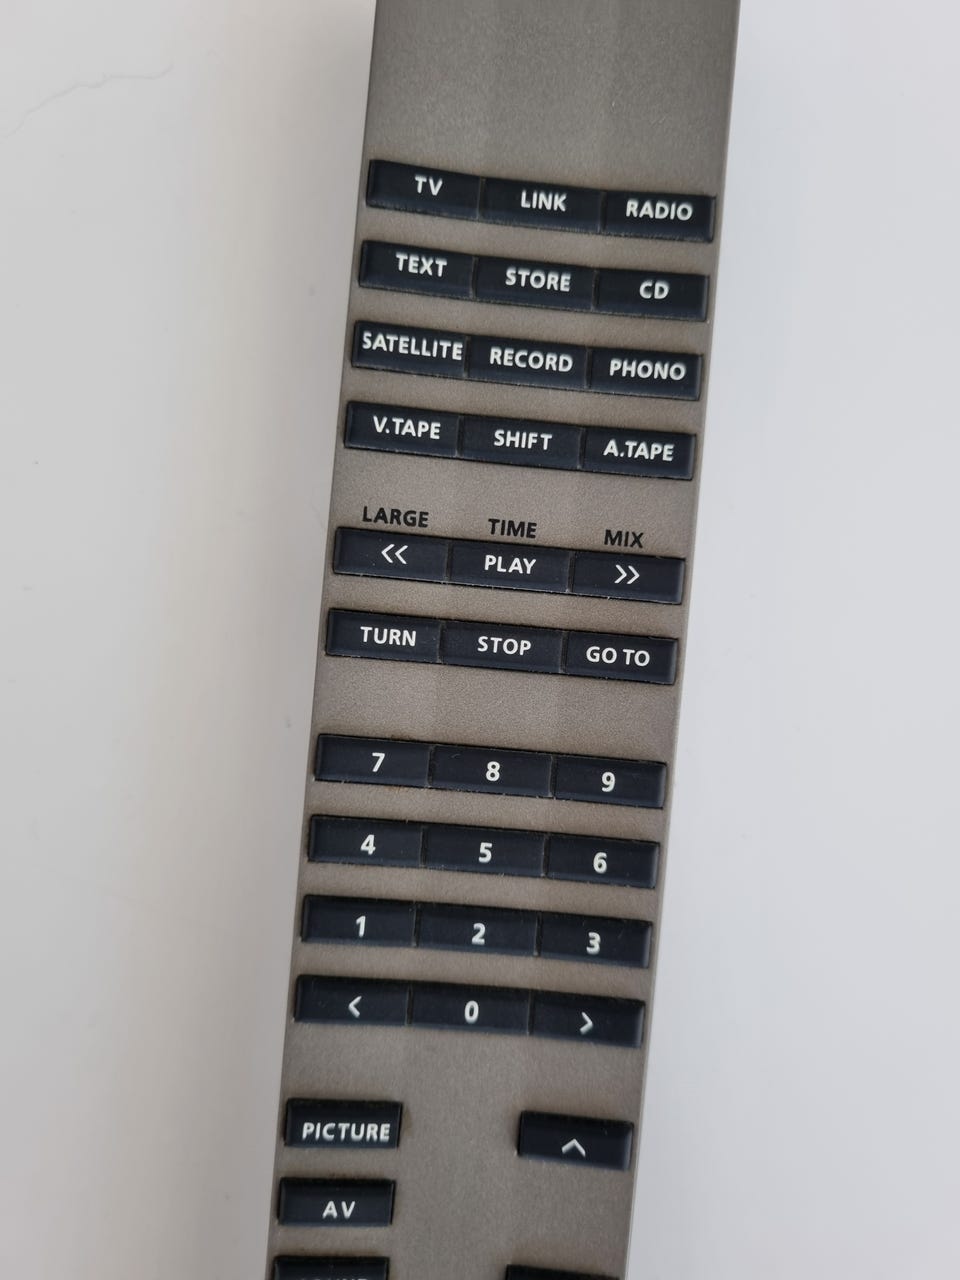 TV LINK RADIO
TEXT STORE CD
SATELLITE RECORD PHONO
V.TAPE SHIFT A.TAPE
LARGE TIME MIX
<< PLAY >>
TURN STOP GO TO
7 8 9
4 5 6
1 2 3
< 0 >
PICTURE ^
AV